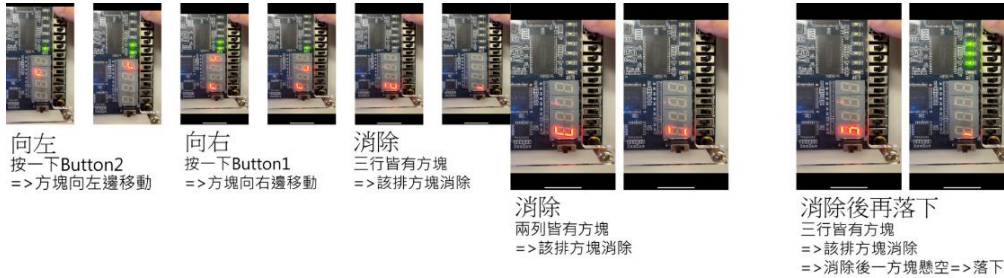 向左
按一下Button2
=>方塊向左邊移動
向右
按一下Button1
=>方塊向右邊移動
消除
三行皆有方塊
=>該排方塊消除
消除
兩列皆有方塊
=>該排方塊消除
消除後再落下
三行皆有方塊
=>該排方塊消除
=>消除後一方塊懸空=>落下